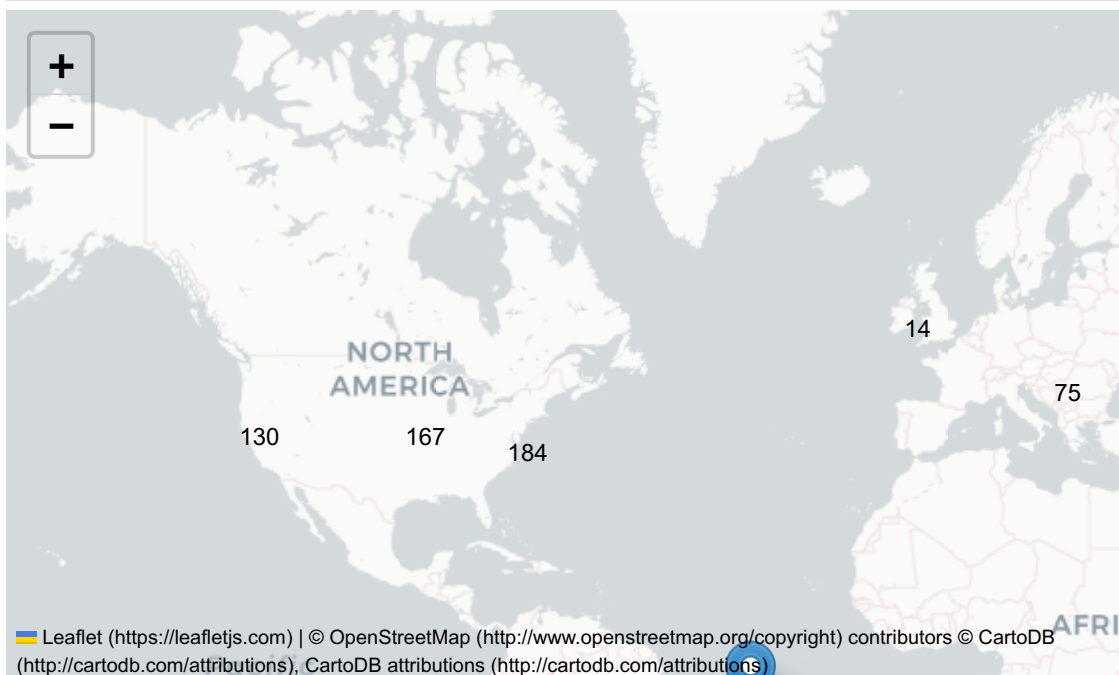 +
−
NORTH
AMERICA
14
75
130
167
184
AFRI
Leaflet (https://leafletjs.com) | © OpenStreetMap (http://www.openstreetmap.org/copyright) contributors © CartoDB
(http://cartodb.com/attributions), CartoDB attributions (http://cartodb.com/attributions)
Pacific